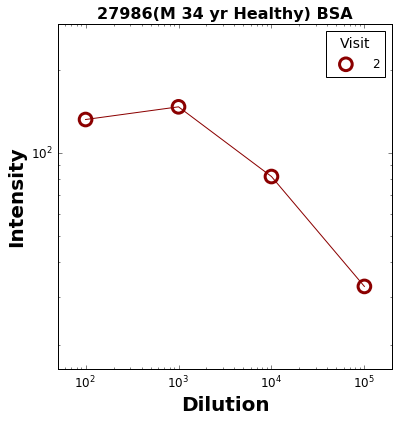 27986(M 34 yr Healthy) BSA
Visit
2
Intensity
10²
10² 10³ 10⁴ 10⁵
Dilution